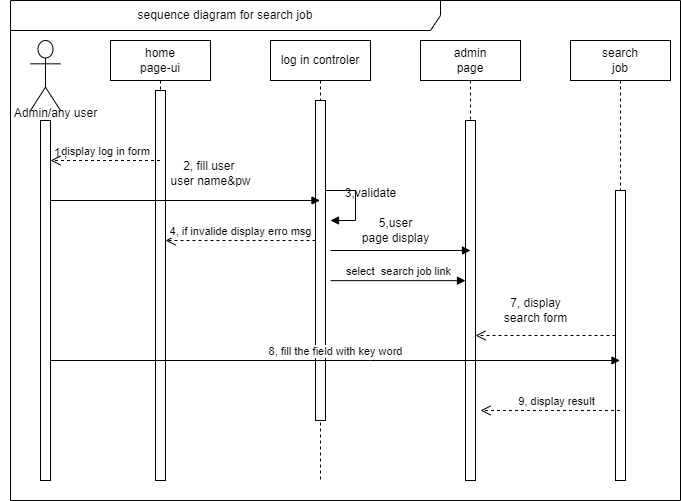 sequence diagram for search job
home
page-ui
log in controler
admin
page
search
job
Admin/any user
1,display log in form
2, fill user
user name&pw
3,validate
4, if invalide display erro msg
5,user
page display
select  search job link
7, display
search form
8, fill the field with key word
9, display result